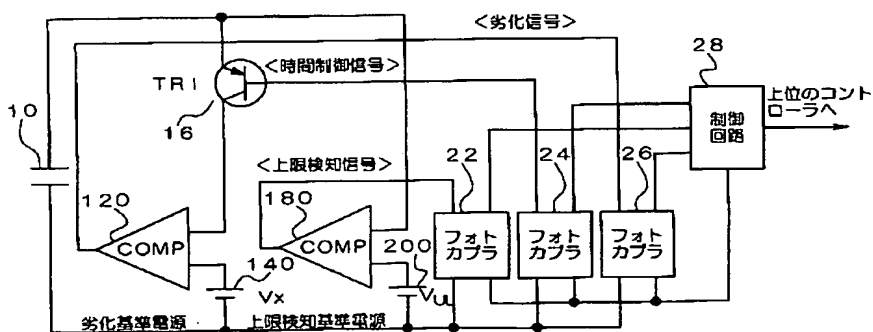 <劣化信号>
28
TR1
<時間制御信号>
上位のコント
ローラへ
10
16
制御
回路
<上限検知信号>
22
24
26
120
180
COMP
COMP
200
フォト
カプラ
フォト
カプラ
フォト
カプラ
140
Vx
Vu
劣化基準電源
上限検知基準電源